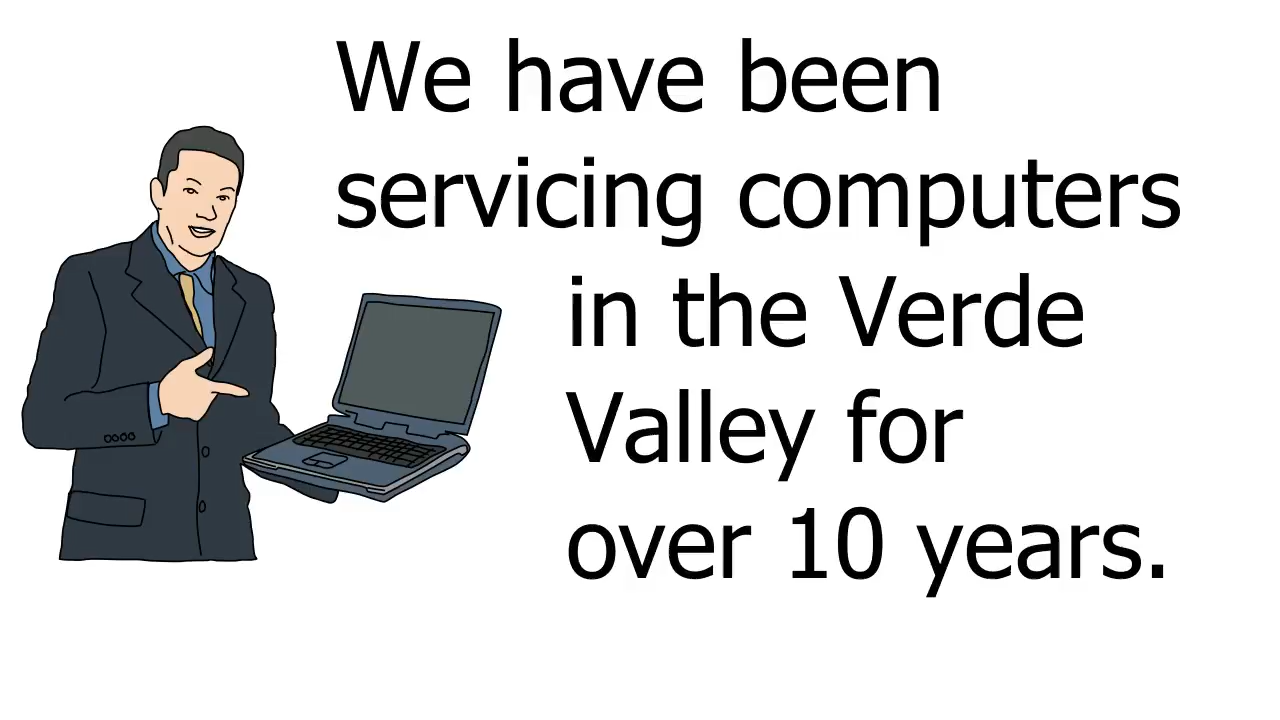 We have been
servicing computers
in the Verde
Valley for
over 10 years.